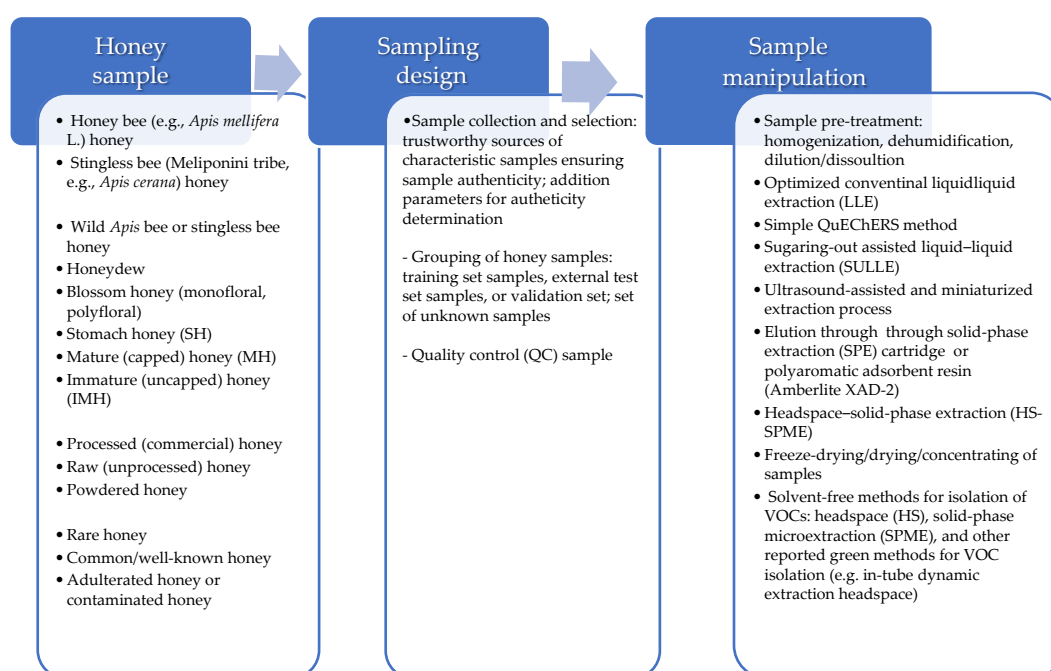 Honey
sample
• Honey bee (e.g., Apis mellifera
L.) honey
• Stingless bee (Meliponini tribe,
e.g., Apis cerana) honey
• Wild Apis bee or stingless bee
honey
• Honeydew
• Blossom honey (monofloral,
polyfloral)
• Stomach honey (SH)
• Mature (capped) honey (MH)
• Immature (uncapped) honey
(IMH)
• Processed (commercial) honey
• Raw (unprocessed) honey
• Powdered honey
• Rare honey
• Common/well-known honey
• Adulterated honey or
contaminated honey
Sampling
design
•Sample collection and selection:
trustworthy sources of
characteristic samples ensuring
sample authenticity; addition
parameters for autheticity
determination
- Grouping of honey samples:
training set samples, external test
set samples, or validation set; set
of unknown samples
- Quality control (QC) sample
Sample
manipulation
• Sample pre-treatment:
homogenization, dehumidification,
dilution/dissoultion
• Optimized conventinal liquidliquid
extraction (LLE)
• Simple QuEChERS method
• Sugaring-out assisted liquid–liquid
extraction (SULLE)
• Ultrasound-assisted and miniaturized
extraction process
• Elution through through solid-phase
extraction (SPE) cartridge or
polyaromatic adsorbent resin
(Amberlite XAD-2)
• Headspace–solid-phase extraction (HS-
SPME)
• Freeze-drying/drying/concentrating of
samples
• Solvent-free methods for isolation of
VOCs: headspace (HS), solid-phase
microextraction (SPME), and other
reported green methods for VOC
isolation (e.g. in-tube dynamic
extraction headspace)